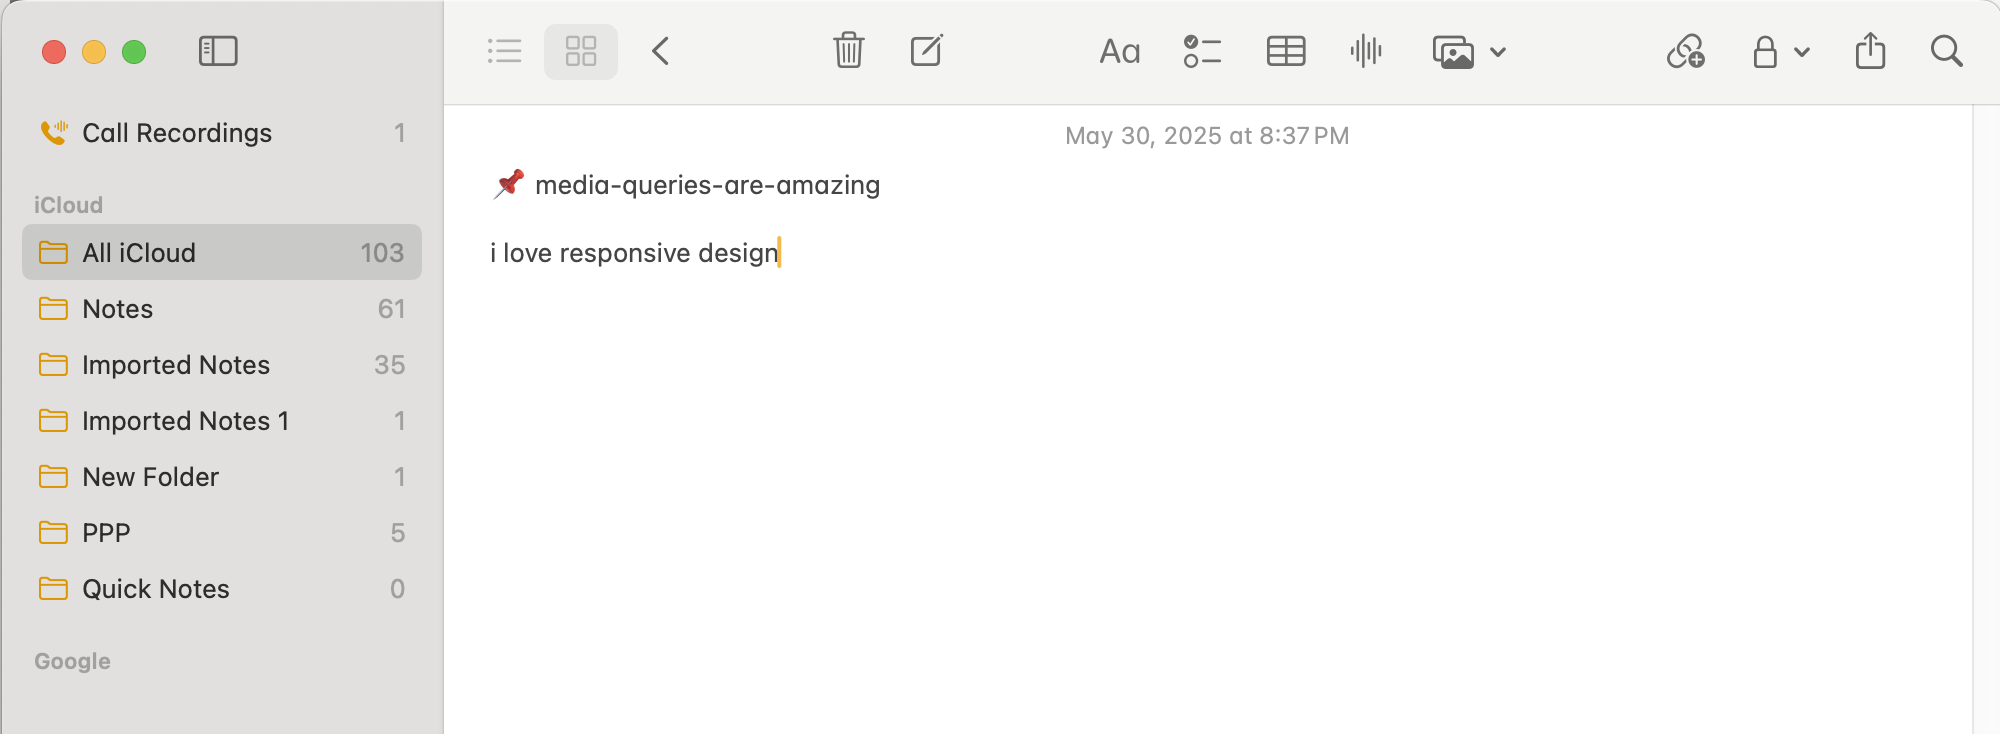 Call Recordings 1
iCloud
All iCloud 103
Notes 61
Imported Notes 35
Imported Notes 1 1
New Folder 1
PPP 5
Quick Notes 0
Google
Aa
May 30, 2025 at 8:37 PM
📌 media-queries-are-amazing
i love responsive design